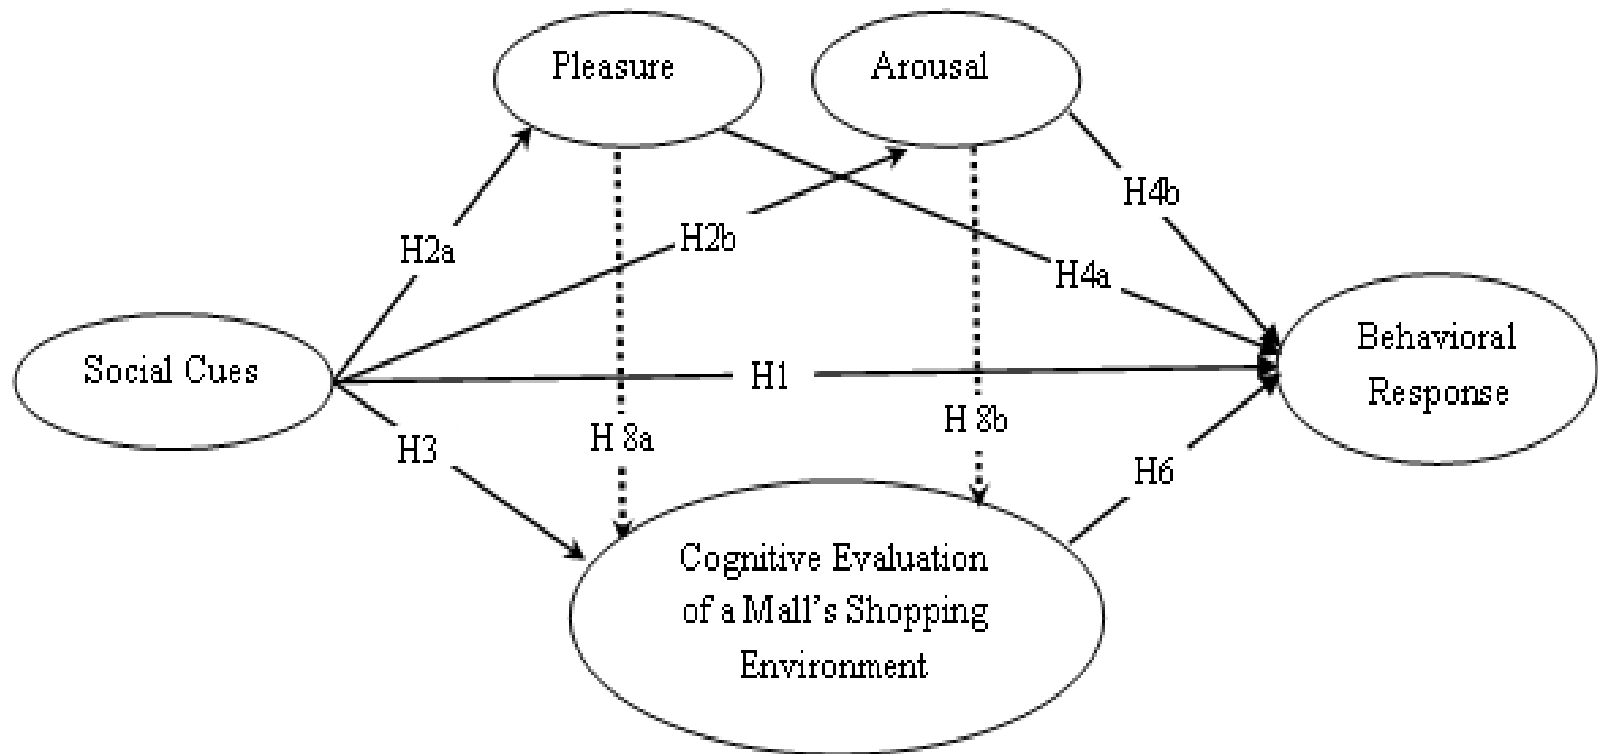 Pleasure
Arousal
H4b
H2a
H2b
H4a
Social Cues
H1
Behavioral
Response
H3
H 8a
H 8b
H6
Cognitive Evaluation
of a Mall's Shopping
Environment